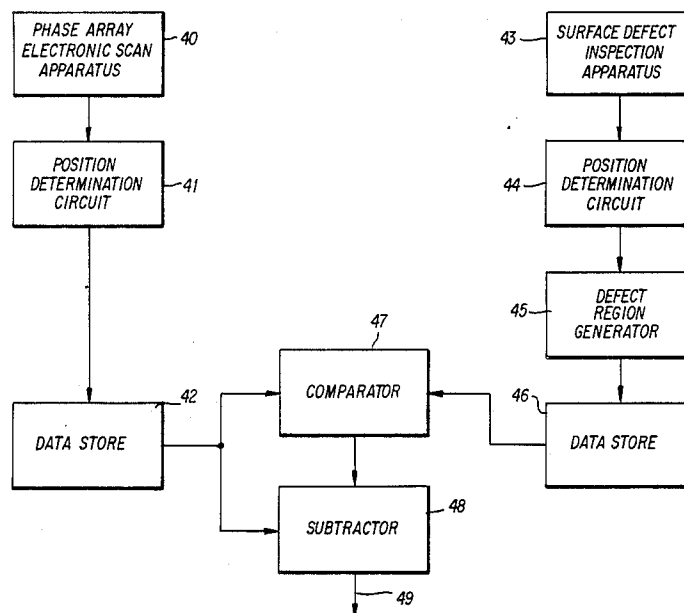 PHASE ARRAY
ELECTRONIC SCAN
APPARATUS
40
43
SURFACE DEFECT
INSPECTION
APPARATUS
POSITION
DETERMINATION
CIRCUIT
41
44
POSITION
DETERMINATION
CIRCUIT
45
DEFECT
REGION
GENERATOR
47
COMPARATOR
42
DATA STORE
46
DATA STORE
SUBTRACTOR
48
49